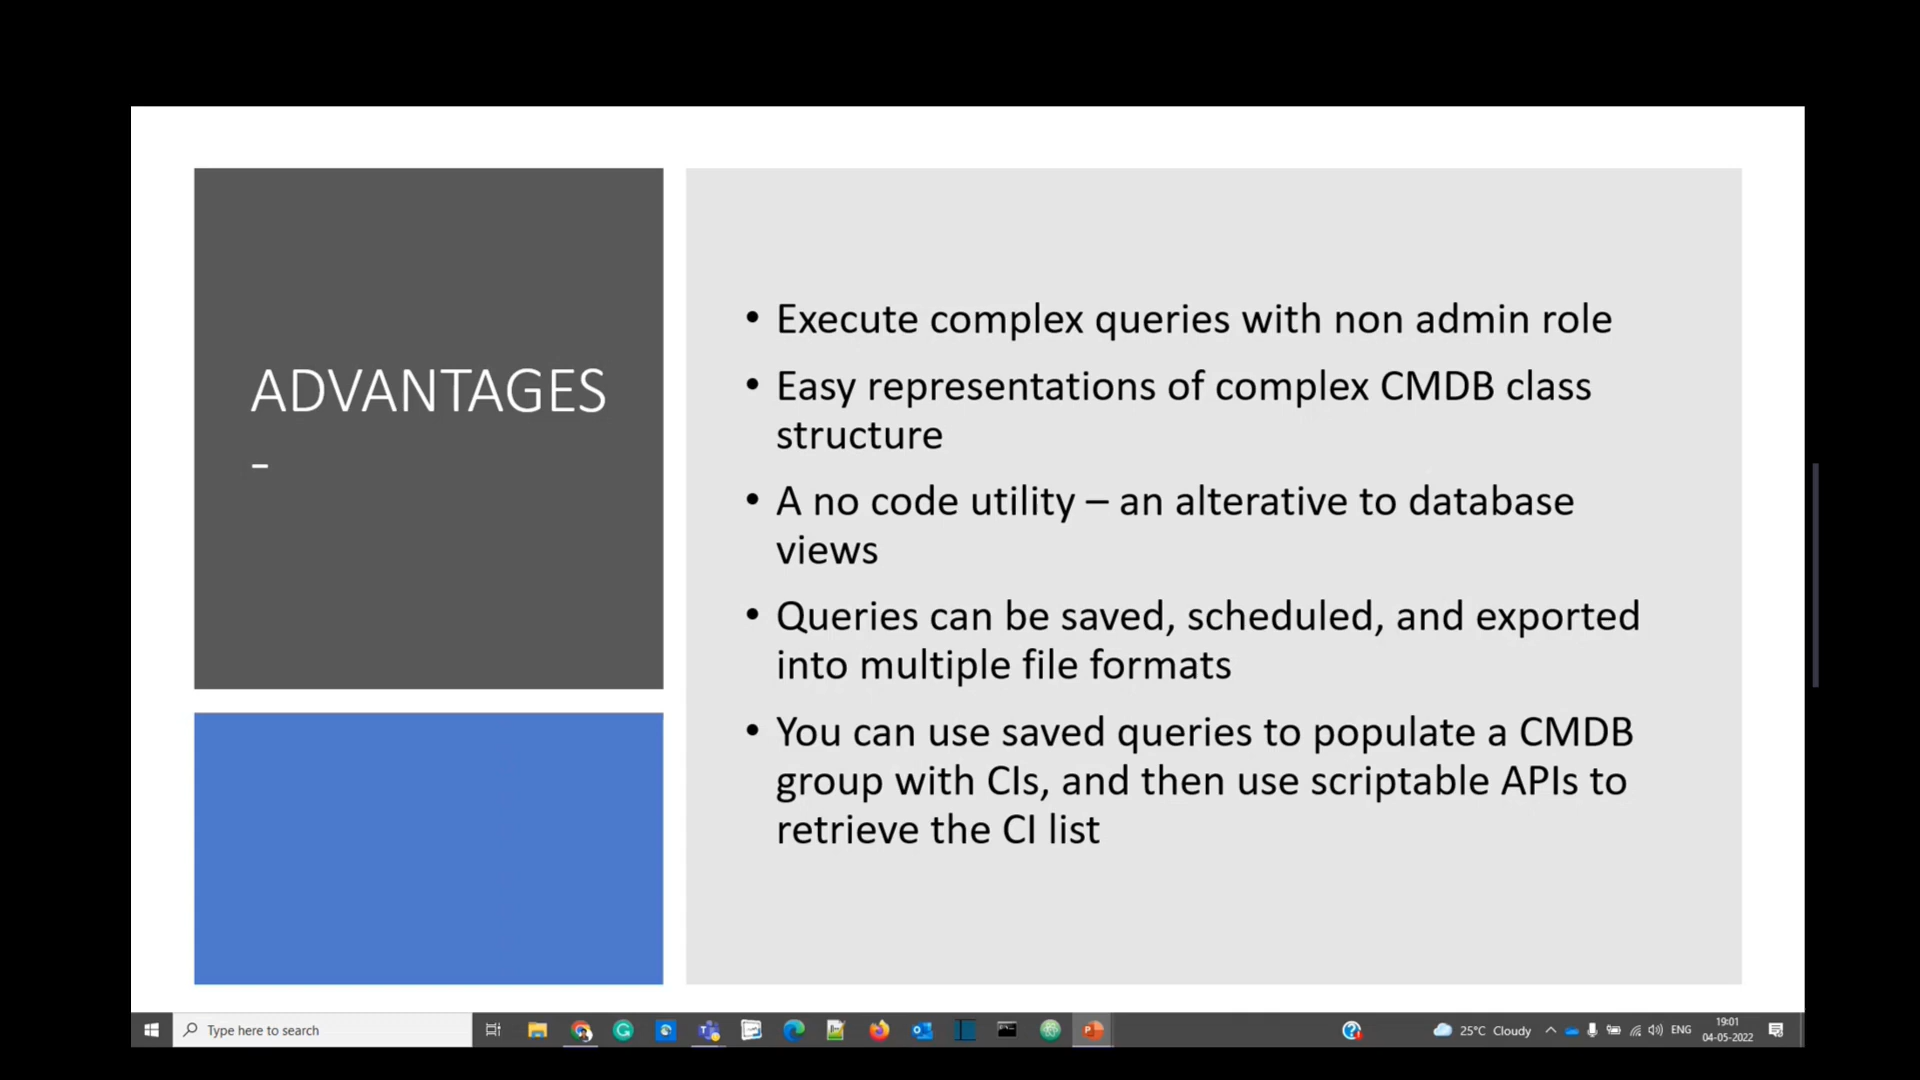 ADVANTAGES
-
• Execute complex queries with non admin role
• Easy representations of complex CMDB class
structure
• A no code utility – an alterative to database
views
• Queries can be saved, scheduled, and exported
into multiple file formats
• You can use saved queries to populate a CMDB
group with CIs, and then use scriptable APIs to
retrieve the CI list
Type here to search
25°C Cloudy
ENG
19:01
04-05-2022